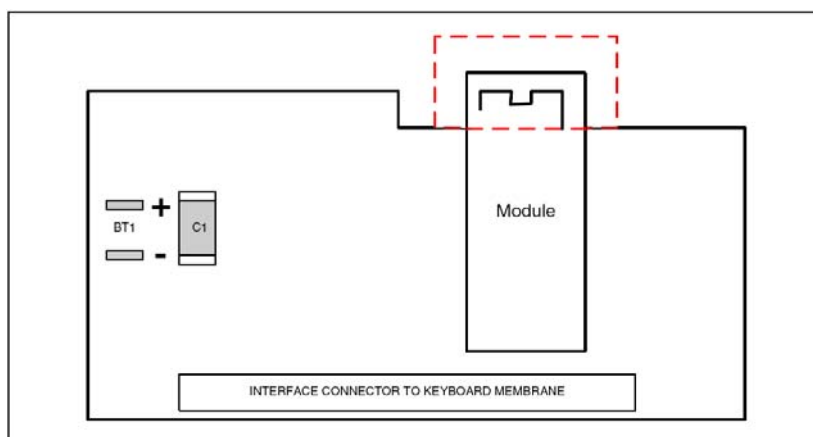 Module
+
BT1
C1
-
INTERFACE CONNECTOR TO KEYBOARD MEMBRANE